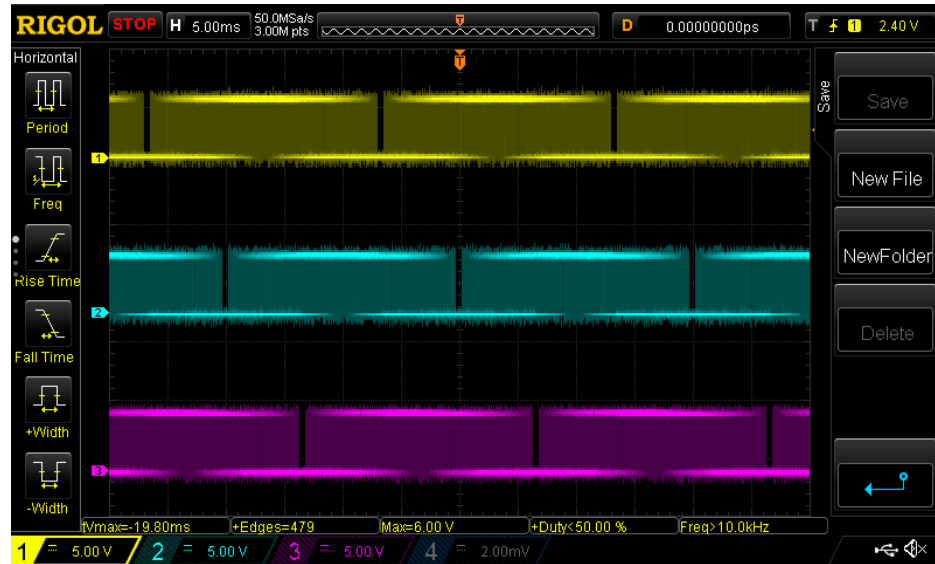 RIGOL STOP H 5.00ms 50.0MSa/s 3.00M pts T D 0.00000000ps T 1 2.40 V
Horizontal
T
Save
Save
Period
1
New File
Freq
NewFolder
Rise Time
2
Delete
Fall Time
+Width
3
-Width
tVmax=-19.80ms +Edges=479 Max=6.00 V +Duty<50.00 % Freq>10.0kHz
1 = 5.00 V 2 = 5.00 V 3 = 5.00 V 4 = 2.00mV